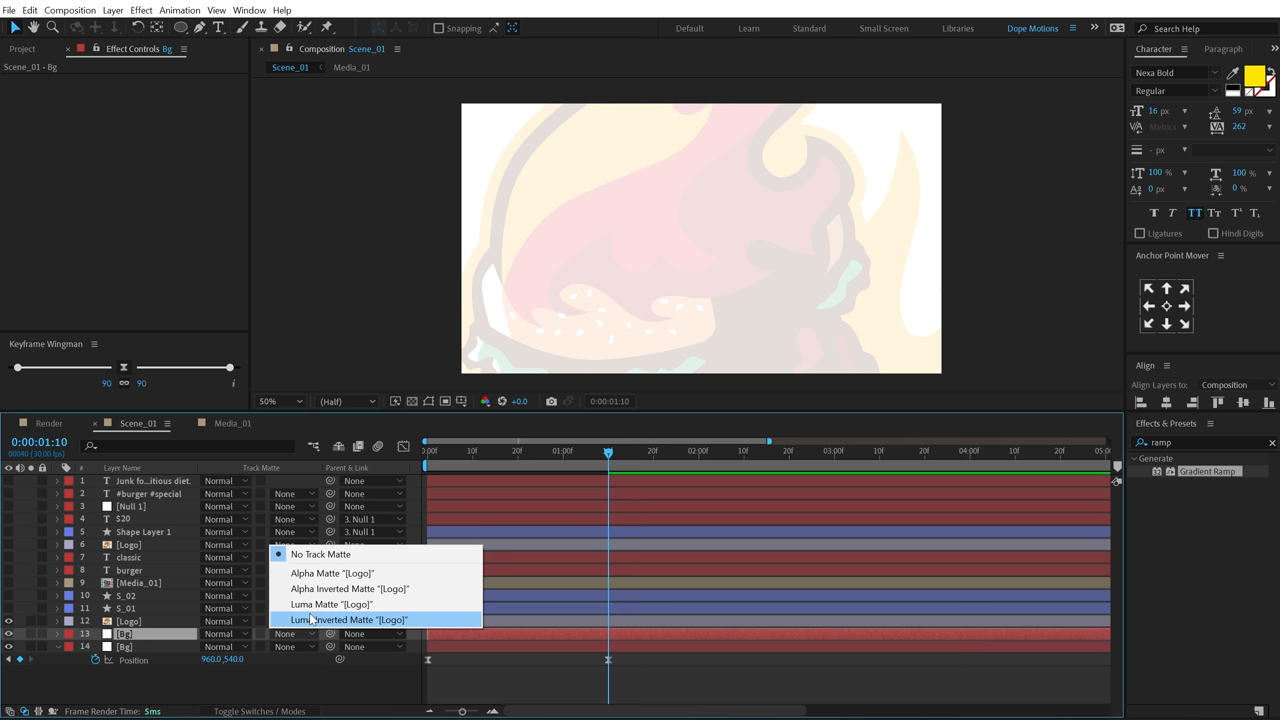 File Edit Composition Layer Effect Animation View Window Help
Snapping Default Learn Standard Small Screen Libraries Dope Motions Search Help
Project Effect Controls Bg Composition Scene_01 Character Paragraph
Scene_01 • Bg Scene_01 Media_01
Nexa Bold
Regular
16 px 59 px
Metrics 262
- px
100 % 100 %
0 px 0 %
TT Tt
Ligatures Hindi Digits
Anchor Point Mover
Keyframe Wingman
90 90
Align
Align Layers to: Composition
50% (Half) +0.0 0:00:01:10
Render Scene_01 Media_01 Effects & Presets
0:00:01:10
00040 (30.00 fps)
ramp
Generate
Gradient Ramp
0:00f 10f 20f 01:00f 20f 02:00f 10f 20f 03:00f 10f 20f 04:00f 10f 20f 05:0
# Layer Name Track Matte Parent & Link
1 Junk fo...itious diet. Normal None
2 #burger #special Normal None None
3 [Null 1] Normal None None
4 $20 Normal None 3. Null 1
5 Shape Layer 1 Normal None 3. Null 1
6 [Logo] Normal None None
7 classic Normal
8 burger Normal
9 [Media_01] Normal
10 S_02 Normal
11 S_01 Normal
12 [Logo] Normal
13 [Bg] Normal None None
14 [Bg] Normal None None
Position 960.0,540.0
No Track Matte
Alpha Matte "[Logo]"
Alpha Inverted Matte "[Logo]"
Luma Matte "[Logo]"
Luma Inverted Matte "[Logo]"
Frame Render Time: 5ms Toggle Switches / Modes